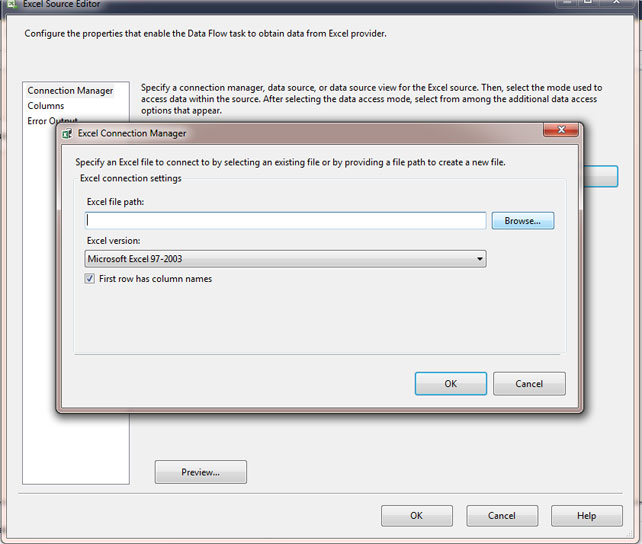 Excel Source Editor
Configure the properties that enable the Data Flow task to obtain data from Excel provider.
Connection Manager
Columns
Error Output
Specify a connection manager, data source, or data source view for the Excel source. Then, select the mode used to
access data within the source. After selecting the data access mode, select from among the additional data access
options that appear.
Excel Connection Manager
Specify an Excel file to connect to by selecting an existing file or by providing a file path to create a new file.
Excel connection settings
Excel file path:
Browse...
Excel version:
Microsoft Excel 97-2003
First row has column names
OK
Cancel
Preview...
OK
Cancel
Help